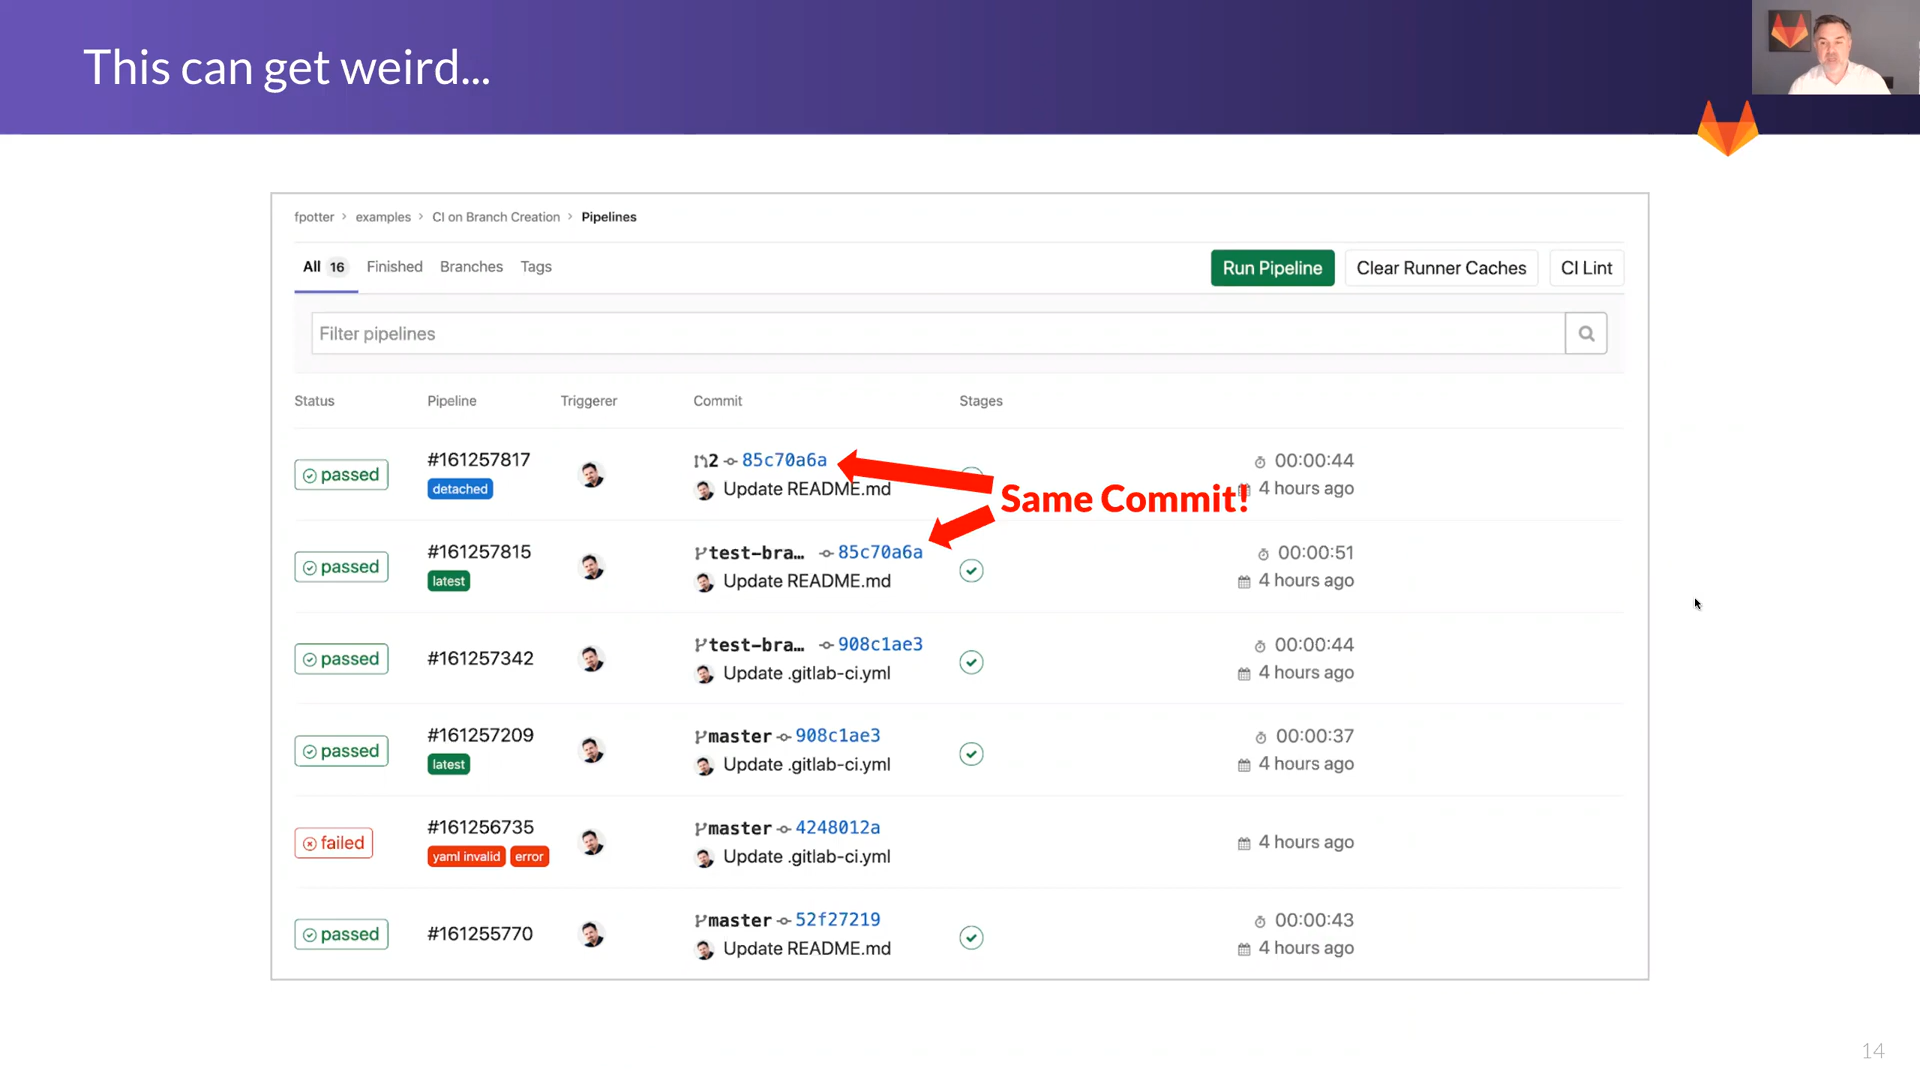 This can get weird...
fpotter > examples > CI on Branch Creation > Pipelines
All 16 Finished Branches Tags Run Pipeline Clear Runner Caches CI Lint
Filter pipelines
Status Pipeline Triggerer Commit Stages
passed #161257817 detached 2 85c70a6a 00:00:44
Update README.md 4 hours ago
Same Commit!
passed #161257815 latest test-bra... 85c70a6a 00:00:51
Update README.md 4 hours ago
passed #161257342 test-bra... 908c1ae3 00:00:44
Update .gitlab-ci.yml 4 hours ago
passed #161257209 latest master 908c1ae3 00:00:37
Update .gitlab-ci.yml 4 hours ago
failed #161256735 yaml invalid error master 4248012a
Update .gitlab-ci.yml 4 hours ago
passed #161255770 master 52f27219 00:00:43
Update README.md 4 hours ago
14